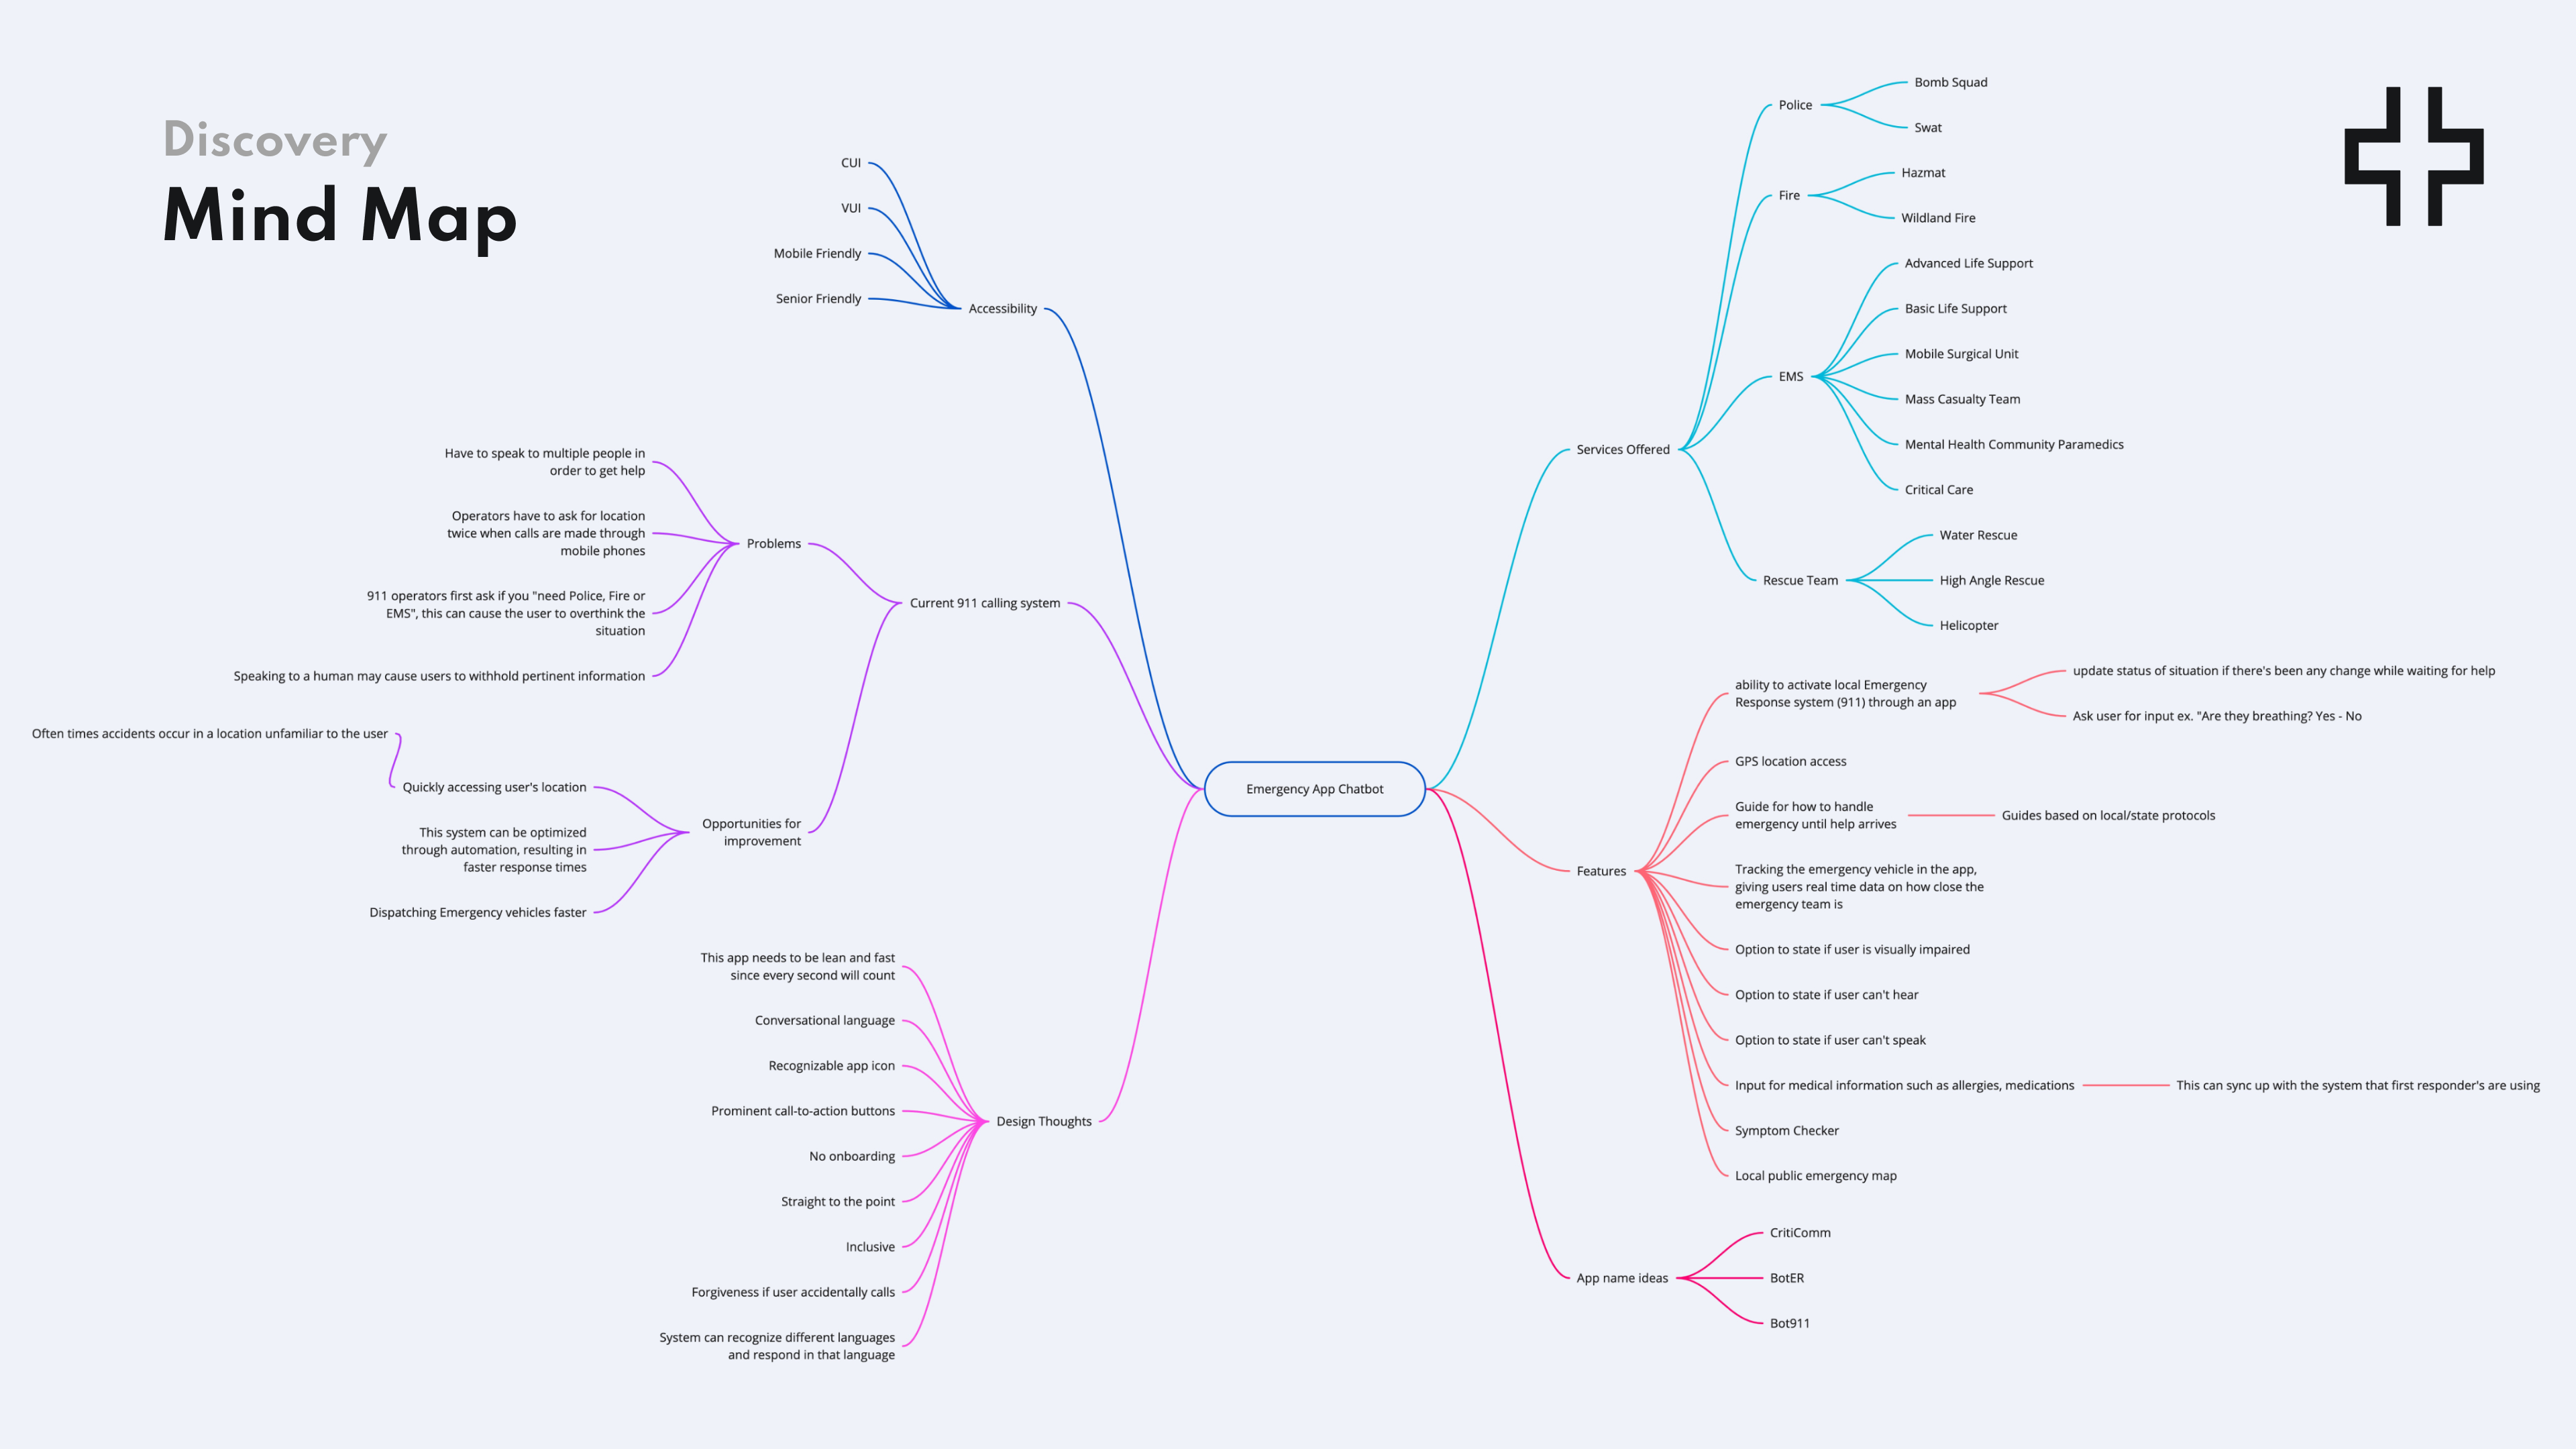 Discovery
Mind Map
Emergency App Chatbot
Accessibility
CUI
VUI
Mobile Friendly
Senior Friendly
Current 911 calling system
Problems
Have to speak to multiple people in
order to get help
Operators have to ask for location
twice when calls are made through
mobile phones
911 operators first ask if you "need Police, Fire or
EMS", this can cause the user to overthink the
situation
Speaking to a human may cause users to withhold pertinent information
Opportunities for
improvement
Quickly accessing user's location
Often times accidents occur in a location unfamiliar to the user
This system can be optimized
through automation, resulting in
faster response times
Dispatching Emergency vehicles faster
Design Thoughts
This app needs to be lean and fast
since every second will count
Conversational language
Recognizable app icon
Prominent call-to-action buttons
No onboarding
Straight to the point
Inclusive
Forgiveness if user accidentally calls
System can recognize different languages
and respond in that language
Services Offered
Police
Bomb Squad
Swat
Fire
Hazmat
Wildland Fire
EMS
Advanced Life Support
Basic Life Support
Mobile Surgical Unit
Mass Casualty Team
Mental Health Community Paramedics
Critical Care
Rescue Team
Water Rescue
High Angle Rescue
Helicopter
Features
ability to activate local Emergency
Response system (911) through an app
update status of situation if there's been any change while waiting for help
Ask user for input ex. "Are they breathing? Yes - No
GPS location access
Guide for how to handle
emergency until help arrives
Guides based on local/state protocols
Tracking the emergency vehicle in the app,
giving users real time data on how close the
emergency team is
Option to state if user is visually impaired
Option to state if user can't hear
Option to state if user can't speak
Input for medical information such as allergies, medications
This can sync up with the system that first responder's are using
Symptom Checker
Local public emergency map
App name ideas
CritiComm
BotER
Bot911